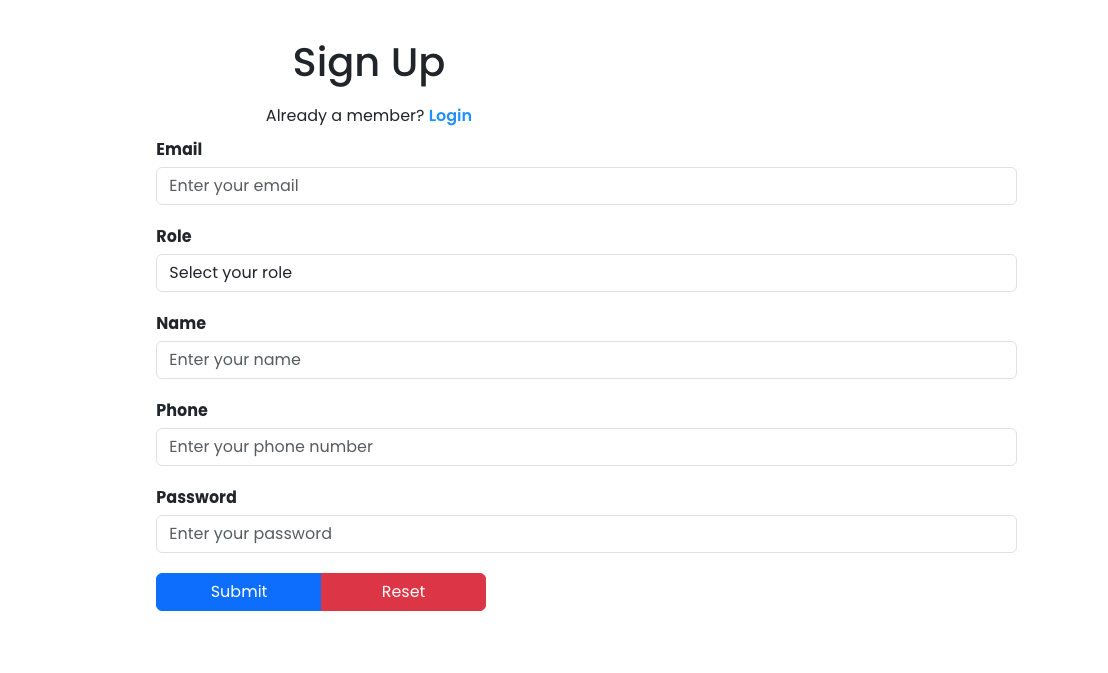 Sign Up
Already a member? Login
Email
Enter your email
Role
Select your role
Name
Enter your name
Phone
Enter your phone number
Password
Enter your password
Submit Reset